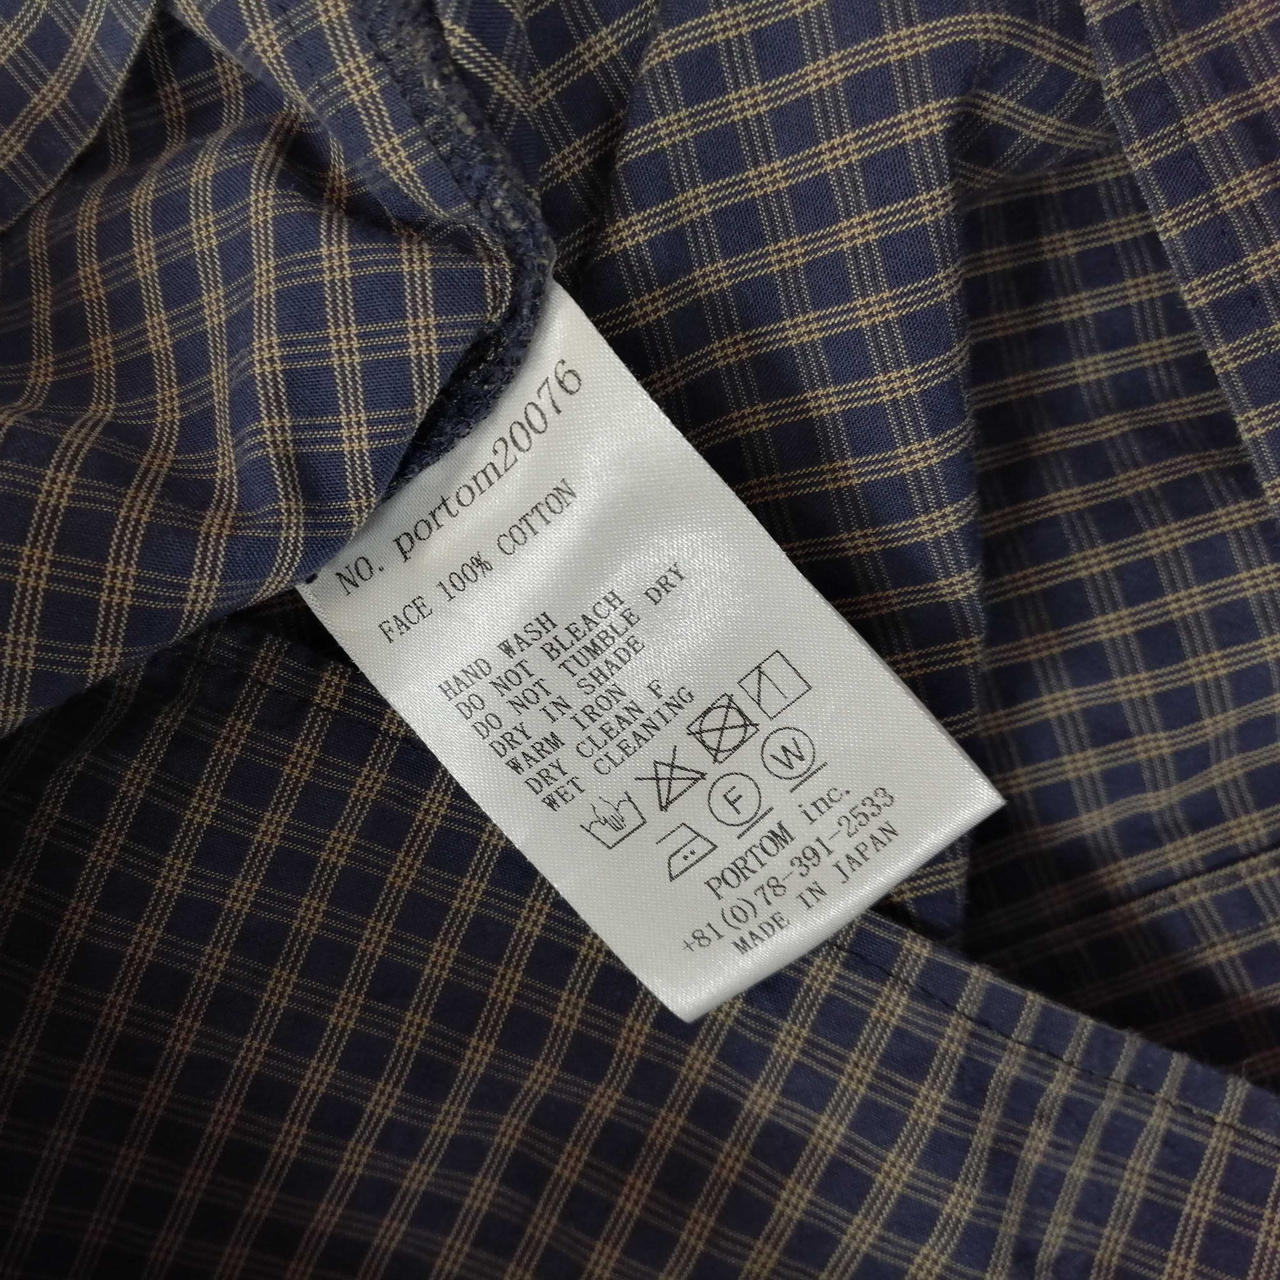 NO. portom20076
FACE 100% COTTON
HAND WASH
DO NOT BLEACH
DO NOT TUMBLE DRY
DRY IN SHADE
WARM IRON
DRY CLEAN F
WET CLEANING
F W
PORTOM inc.
+81(0)78-391-2533
MADE IN JAPAN